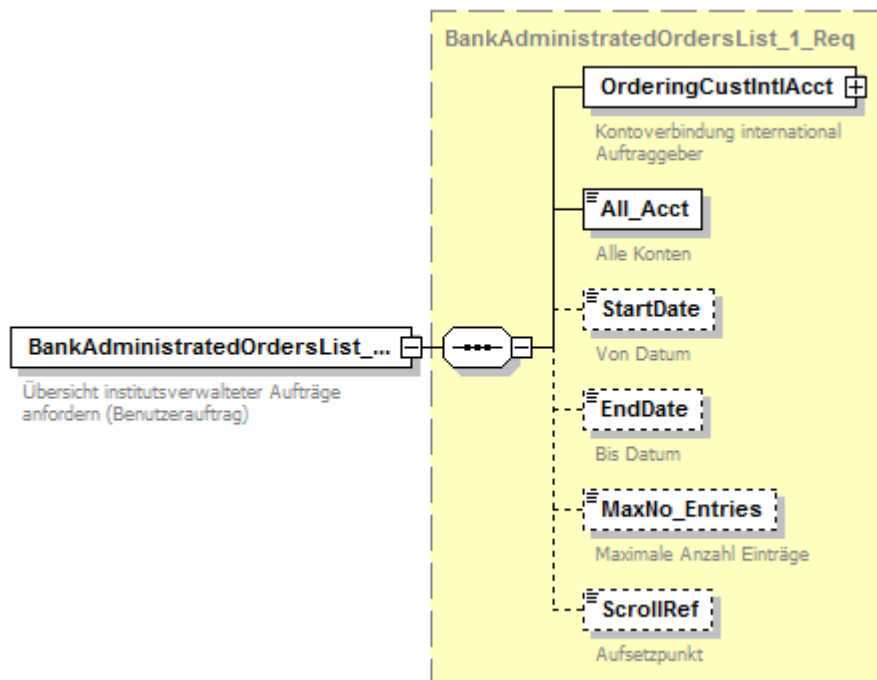 BankAdministratedOrdersList_1_Req
OrderingCustIntlAcct
Kontoverbindung international
Auftraggeber
All_Acct
Alle Konten
StartDate
Von Datum
BankAdministratedOrdersList_...
Übersicht institutsverwalteter Aufträge
anfordern (Benutzerauftrag)
EndDate
Bis Datum
MaxNo_Entries
Maximale Anzahl Einträge
ScrollRef
Aufsetzpunkt